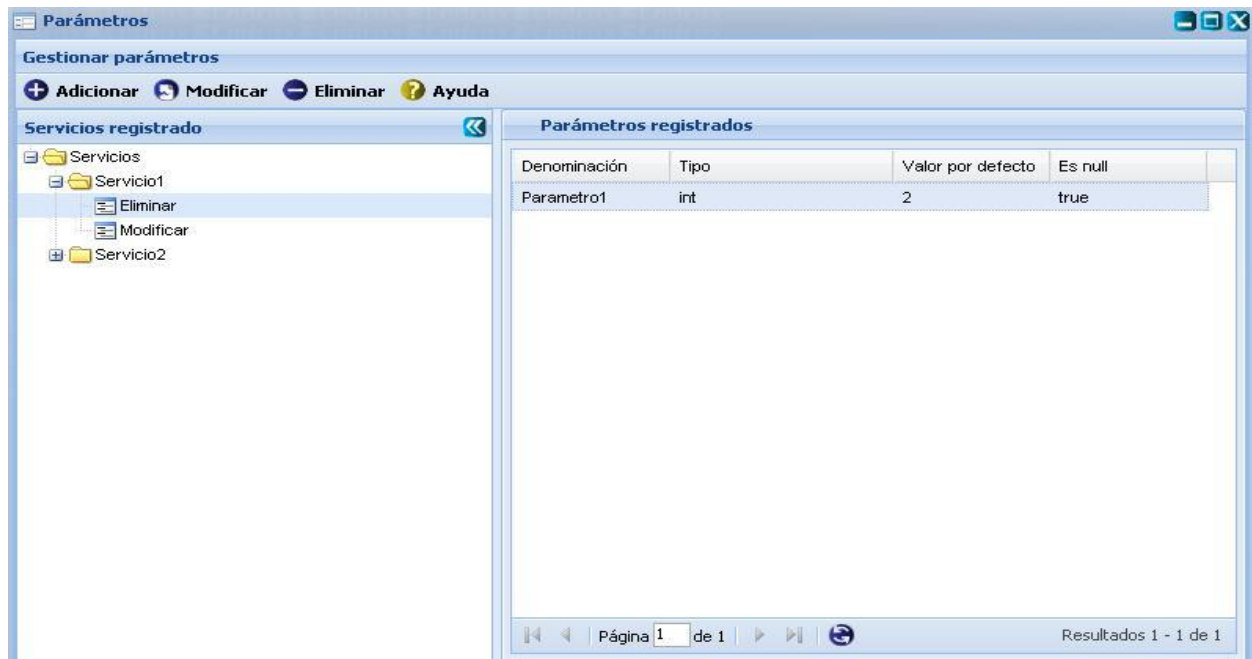 Parámetros
Gestionar parámetros
Adicionar Modificar Eliminar Ayuda
Servicios registrado
Servicios
Servicio1
Eliminar
Modificar
Servicio2
Parámetros registrados
Denominación Tipo Valor por defecto Es null
Parametro1 int 2 true
Página 1 de 1 Resultados 1 - 1 de 1